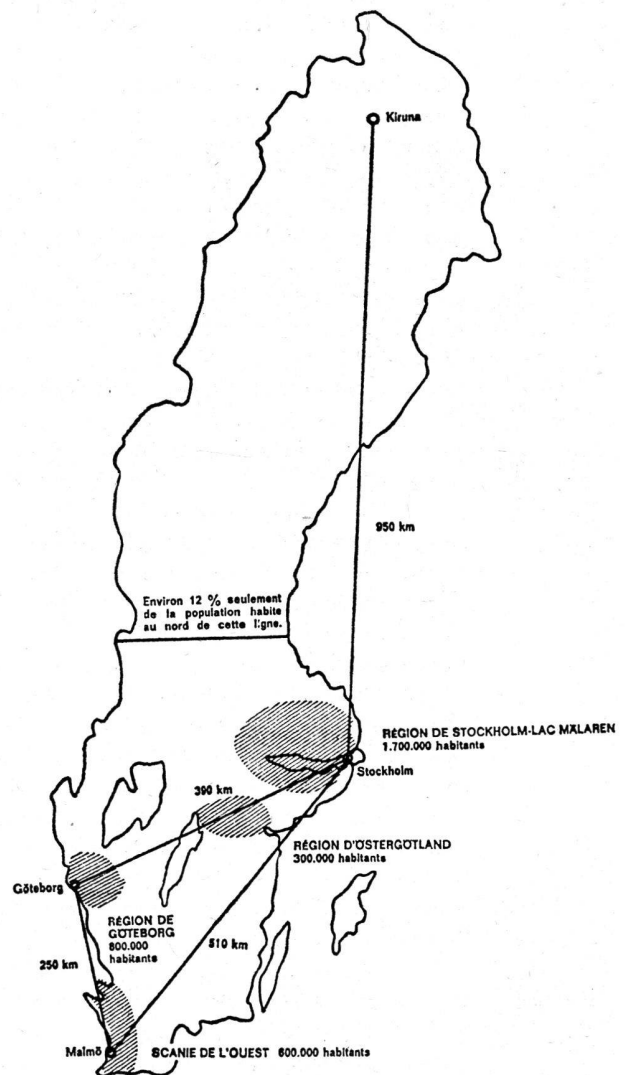 Kiruna
950 km
Environ 12 % seulement
de la population habite
au nord de cette ligne.
RÉGION DE STOCKHOLM-LAC MÄLAREN
1.700.000 habitants
Stockholm
390 km
RÉGION D'ÖSTERGÖTLAND
300.000 habitants
Göteborg
RÉGION DE
GÖTEBORG
800.000
habitants
510 km
250 km
Malmö
SCANIE DE L'OUEST 600.000 habitants